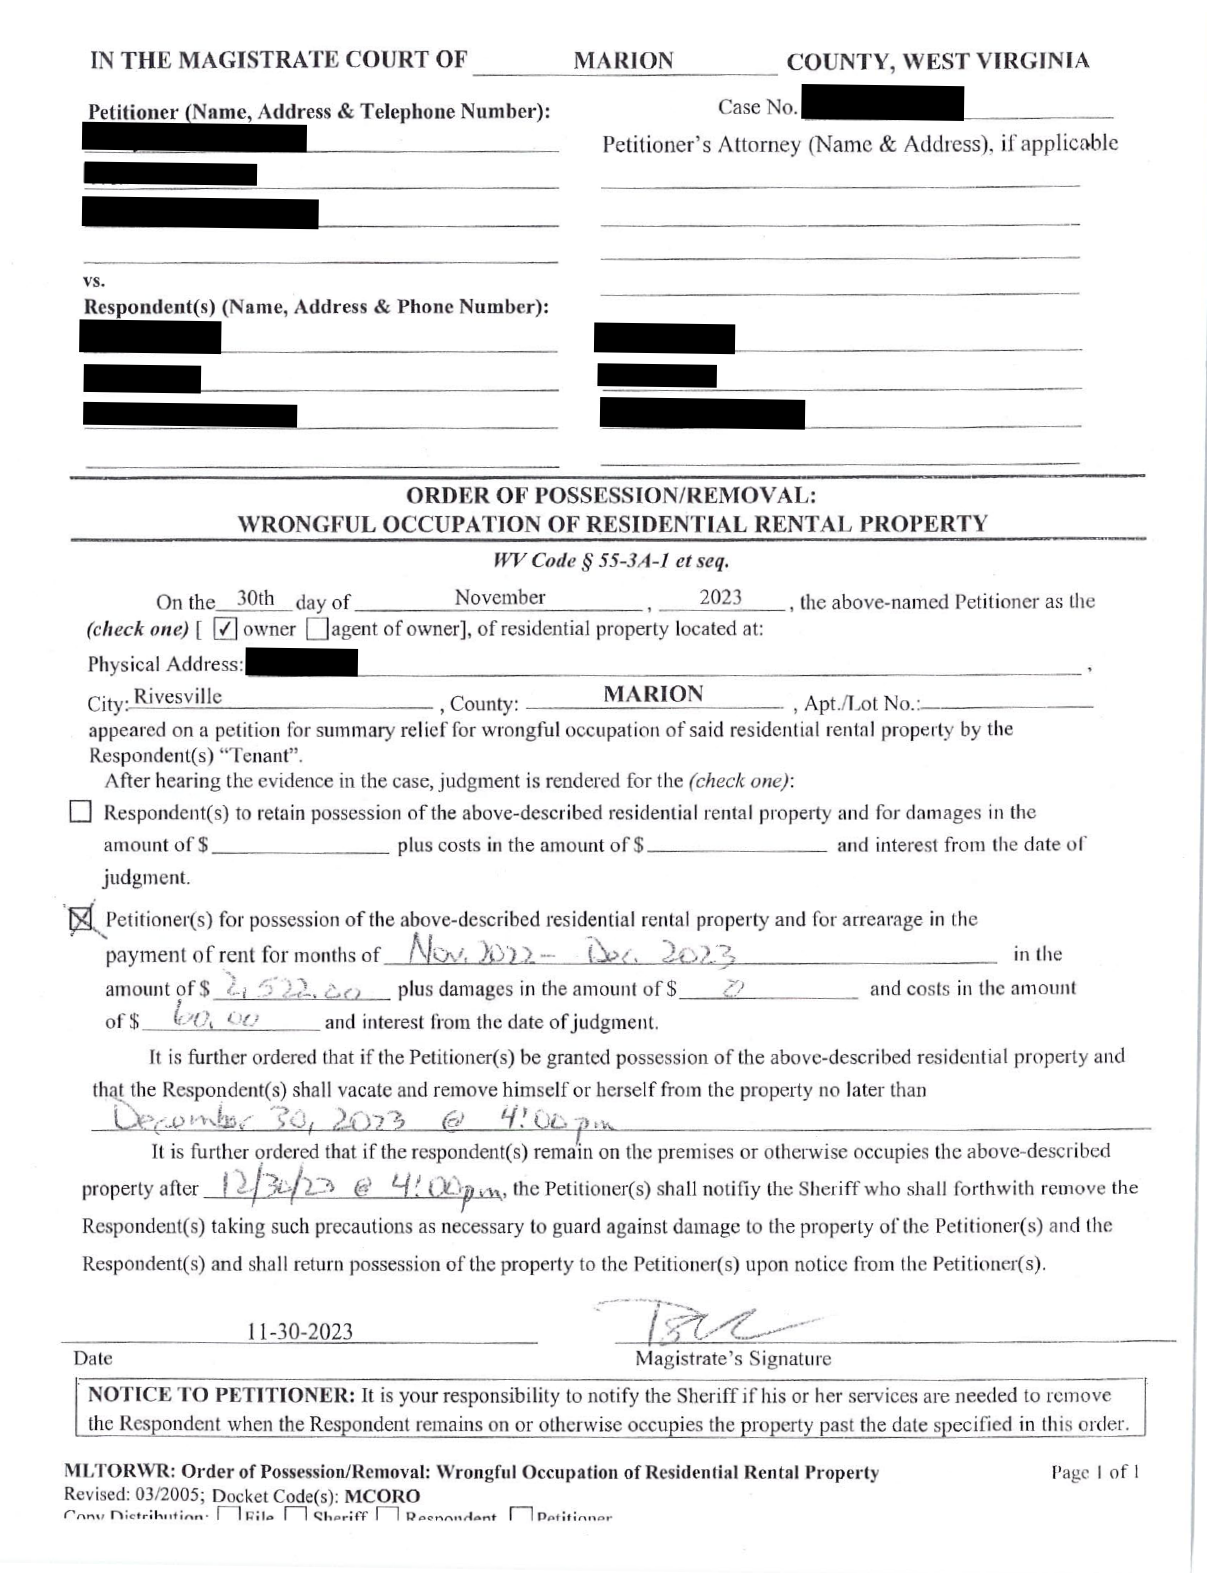 IN THE MAGISTRATE COURT OF MARION COUNTY, WEST VIRGINIA
Petitioner (Name, Address & Telephone Number):
Case No.
Petitioner's Attorney (Name & Address), if applicable
vs.
Respondent(s) (Name, Address & Phone Number):
ORDER OF POSSESSION/REMOVAL:
WRONGFUL OCCUPATION OF RESIDENTIAL RENTAL PROPERTY
WV Code § 55-3A-1 et seq.
On the 30th day of November , 2023 , the above-named Petitioner as the
(check one) [ ✓ owner agent of owner], of residential property located at:
Physical Address: ,
City: Rivesville , County: MARION , Apt./Lot No.:
appeared on a petition for summary relief for wrongful occupation of said residential rental property by the
Respondent(s) "Tenant".
After hearing the evidence in the case, judgment is rendered for the (check one):
Respondent(s) to retain possession of the above-described residential rental property and for damages in the
amount of $ plus costs in the amount of $ and interest from the date of
judgment.
Petitioner(s) for possession of the above-described residential rental property and for arrearage in the
payment of rent for months of Nov. 2022 - Dec. 2023 in the
amount of $ 2,522.00 plus damages in the amount of $ 0 and costs in the amount
of $ 60.00 and interest from the date of judgment.
It is further ordered that if the Petitioner(s) be granted possession of the above-described residential property and
that the Respondent(s) shall vacate and remove himself or herself from the property no later than
December 30, 2023 @ 4:00 pm
It is further ordered that if the respondent(s) remain on the premises or otherwise occupies the above-described
property after 12/30/23 @ 4:00pm, the Petitioner(s) shall notifiy the Sheriff who shall forthwith remove the
Respondent(s) taking such precautions as necessary to guard against damage to the property of the Petitioner(s) and the
Respondent(s) and shall return possession of the property to the Petitioner(s) upon notice from the Petitioner(s).
11-30-2023
Date
Magistrate's Signature
NOTICE TO PETITIONER: It is your responsibility to notify the Sheriff if his or her services are needed to remove
the Respondent when the Respondent remains on or otherwise occupies the property past the date specified in this order.
MLTORWR: Order of Possession/Removal: Wrongful Occupation of Residential Rental Property
Page 1 of 1
Revised: 03/2005; Docket Code(s): MCORO
Copy Distribution: File Sheriff Respondent Petitioner